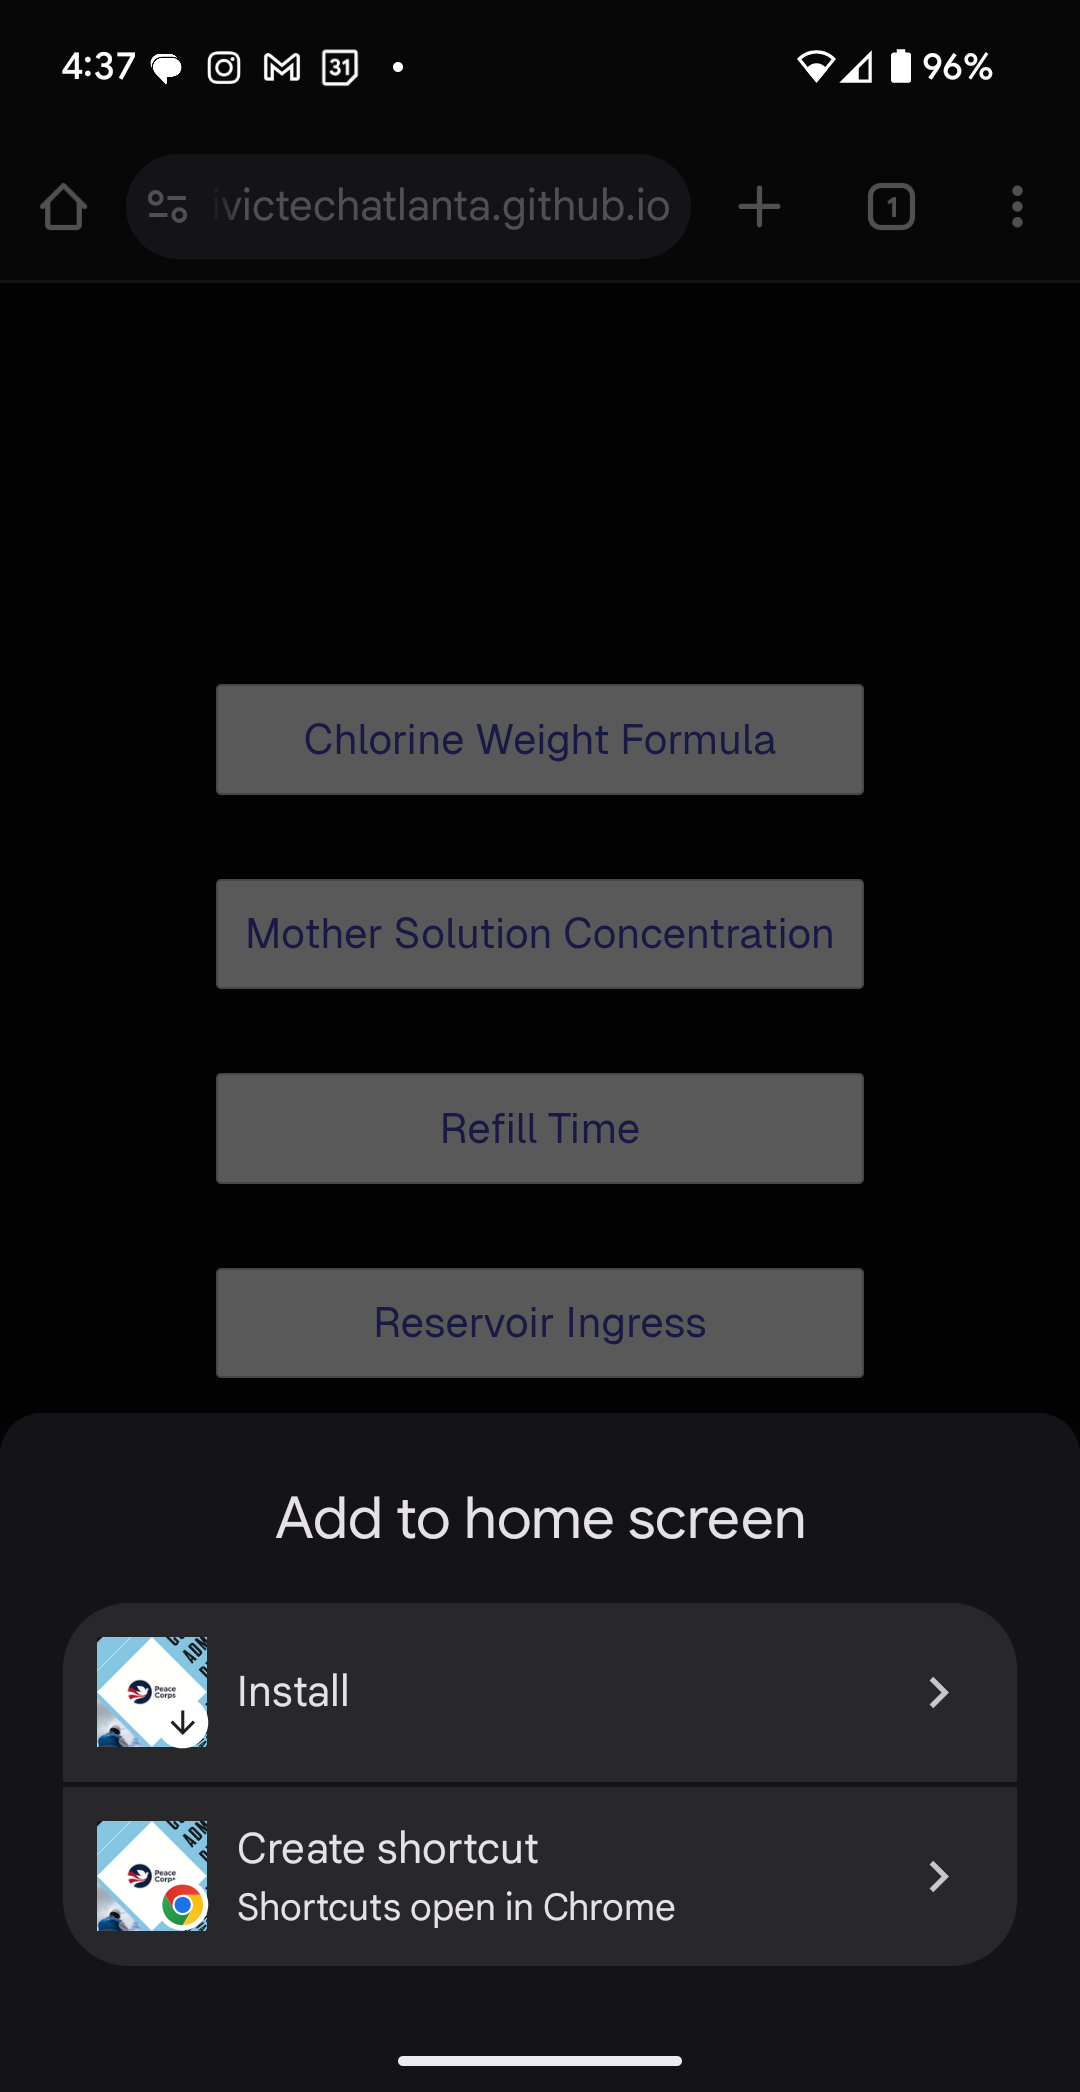 4:37
31
96%
ivictechatlanta.github.io
1
Chlorine Weight Formula
Mother Solution Concentration
Refill Time
Reservoir Ingress
Add to home screen
Peace
Corps
Install
Peace
Corps
Create shortcut
Shortcuts open in Chrome